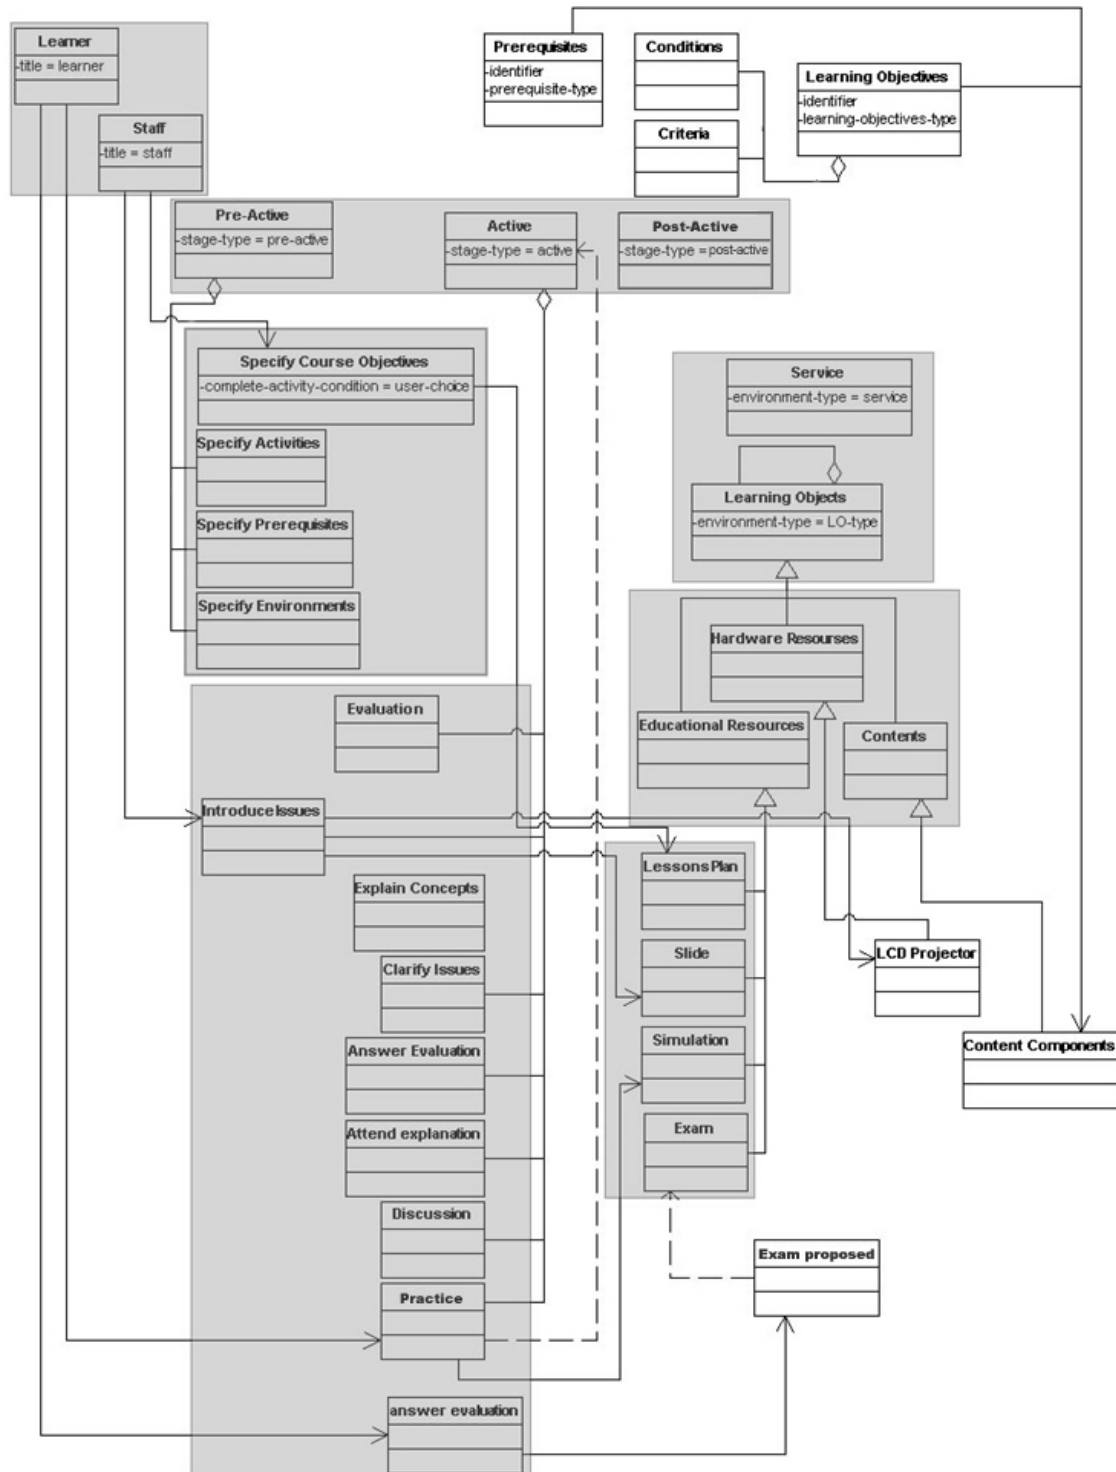 Learner
-title = learner
Staff
-title = staff
Prerequisites
-identifier
-prerequisite-type
Conditions
Criteria
Learning Objectives
-identifier
-learning-objectives-type
Pre-Active
-stage-type = pre-active
Active
-stage-type = active
Post-Active
-stage-type = post-active
Specify Course Objectives
-complete-activity-condition = user-choice
Specify Activities
Specify Prerequisites
Specify Environments
Service
-environment-type = service
Learning Objects
-environment-type = LO-type
Hardware Resourses
Educational Resources
Contents
Evaluation
Introduce Issues
Explain Concepts
Clarify Issues
Answer Evaluation
Attend explanation
Discussion
Practice
answer evaluation
Lessons Plan
Slide
Simulation
Exam
LCD Projector
Content Components
Exam proposed